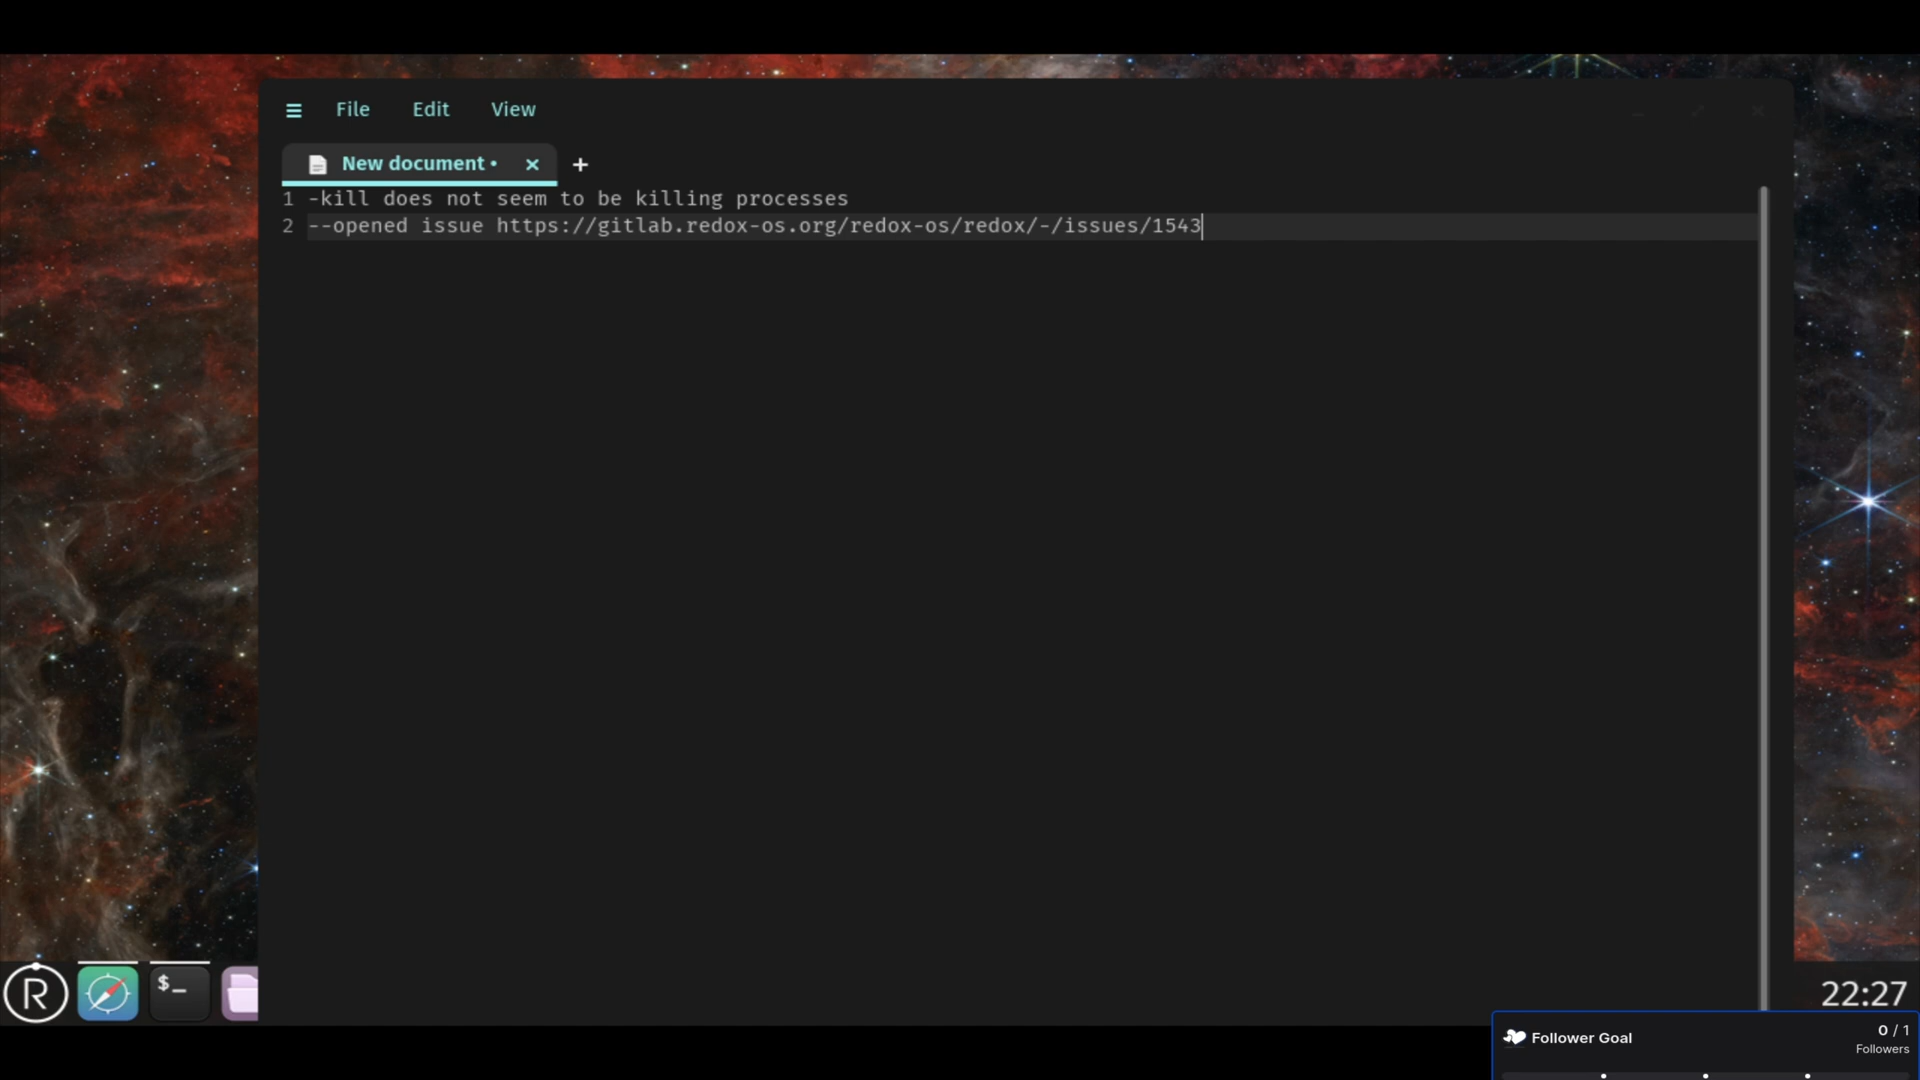 File Edit View
New document •
1 -kill does not seem to be killing processes
2 --opened issue https://gitlab.redox-os.org/redox-os/redox/-/issues/1543
R
$_
22:27
Follower Goal
0 / 1
Followers